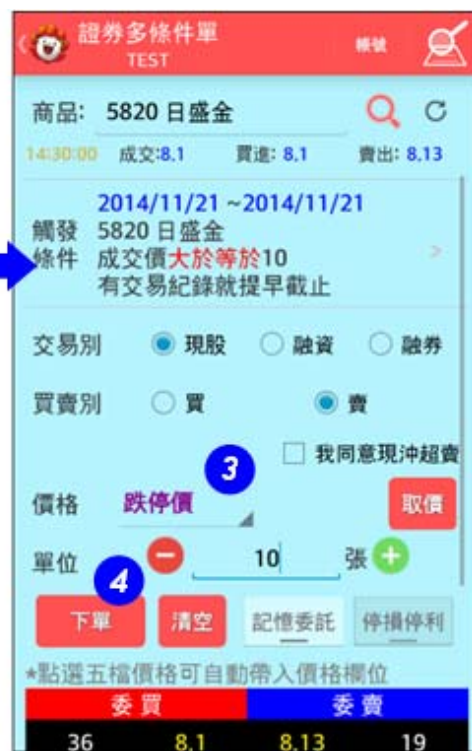 證券多條件單
TEST
帳號
商品: 5820 日盛金
14:30:00 成交:8.1 買進: 8.1 賣出: 8.13
2014/11/21 ~2014/11/21
觸發 5820 日盛金
條件 成交價大於等於10
有交易紀錄就提早截止
交易別 現股 融資 融券
買賣別 買 賣
我同意現沖超賣
3
價格 跌停價 取價
單位 10 張
4
下單 清空 記憶委託 停損停利
*點選五檔價格可自動帶入價格欄位
委買 委賣
36 8.1 8.13 19